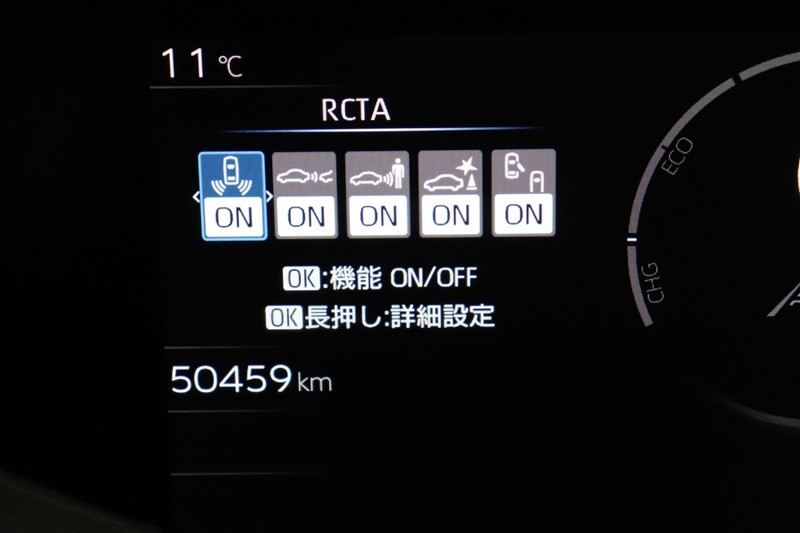 11℃
RCTA
ON ON ON ON ON
OK:機能 ON/OFF
OK長押し:詳細設定
50459km
ECO
CHG